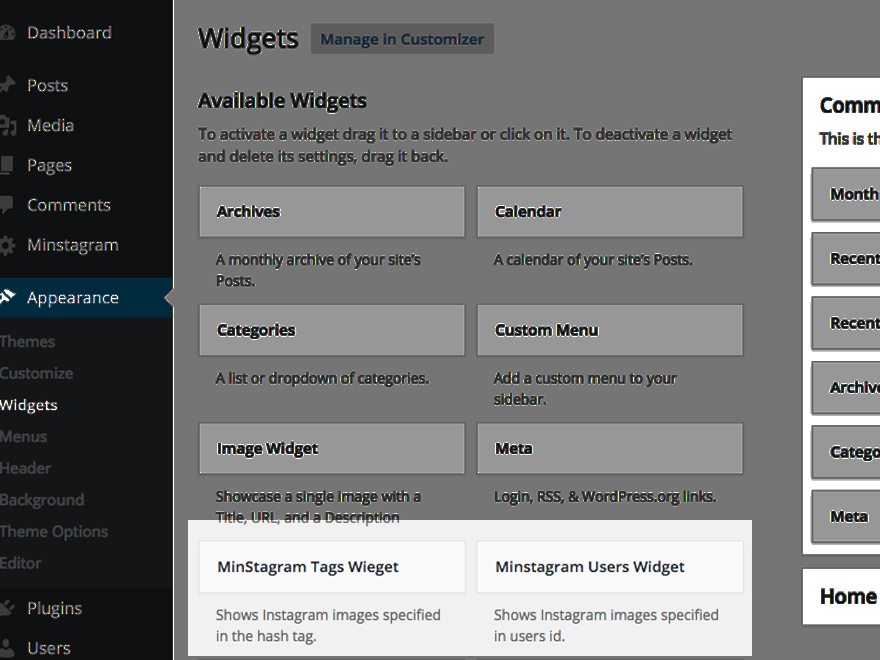 Dashboard
Posts
Media
Pages
Comments
Minstagram
Appearance
Themes
Customize
Widgets
Menus
Header
Background
Theme Options
Editor
Plugins
Users
Widgets Manage in Customizer
Available Widgets
To activate a widget drag it to a sidebar or click on it. To deactivate a widget
and delete its settings, drag it back.
Archives
A monthly archive of your site's
Posts.
Calendar
A calendar of your site's Posts.
Categories
A list or dropdown of categories.
Custom Menu
Add a custom menu to your
sidebar.
Image Widget
Showcase a single image with a
Title, URL, and a Description
Meta
Login, RSS, & WordPress.org links.
MinStagram Tags Wieget
Shows Instagram images specified
in the hash tag.
Minstagram Users Widget
Shows Instagram images specified
in users id.
Comm
This is th
Month
Recent
Recent
Archive
Catego
Meta
Home